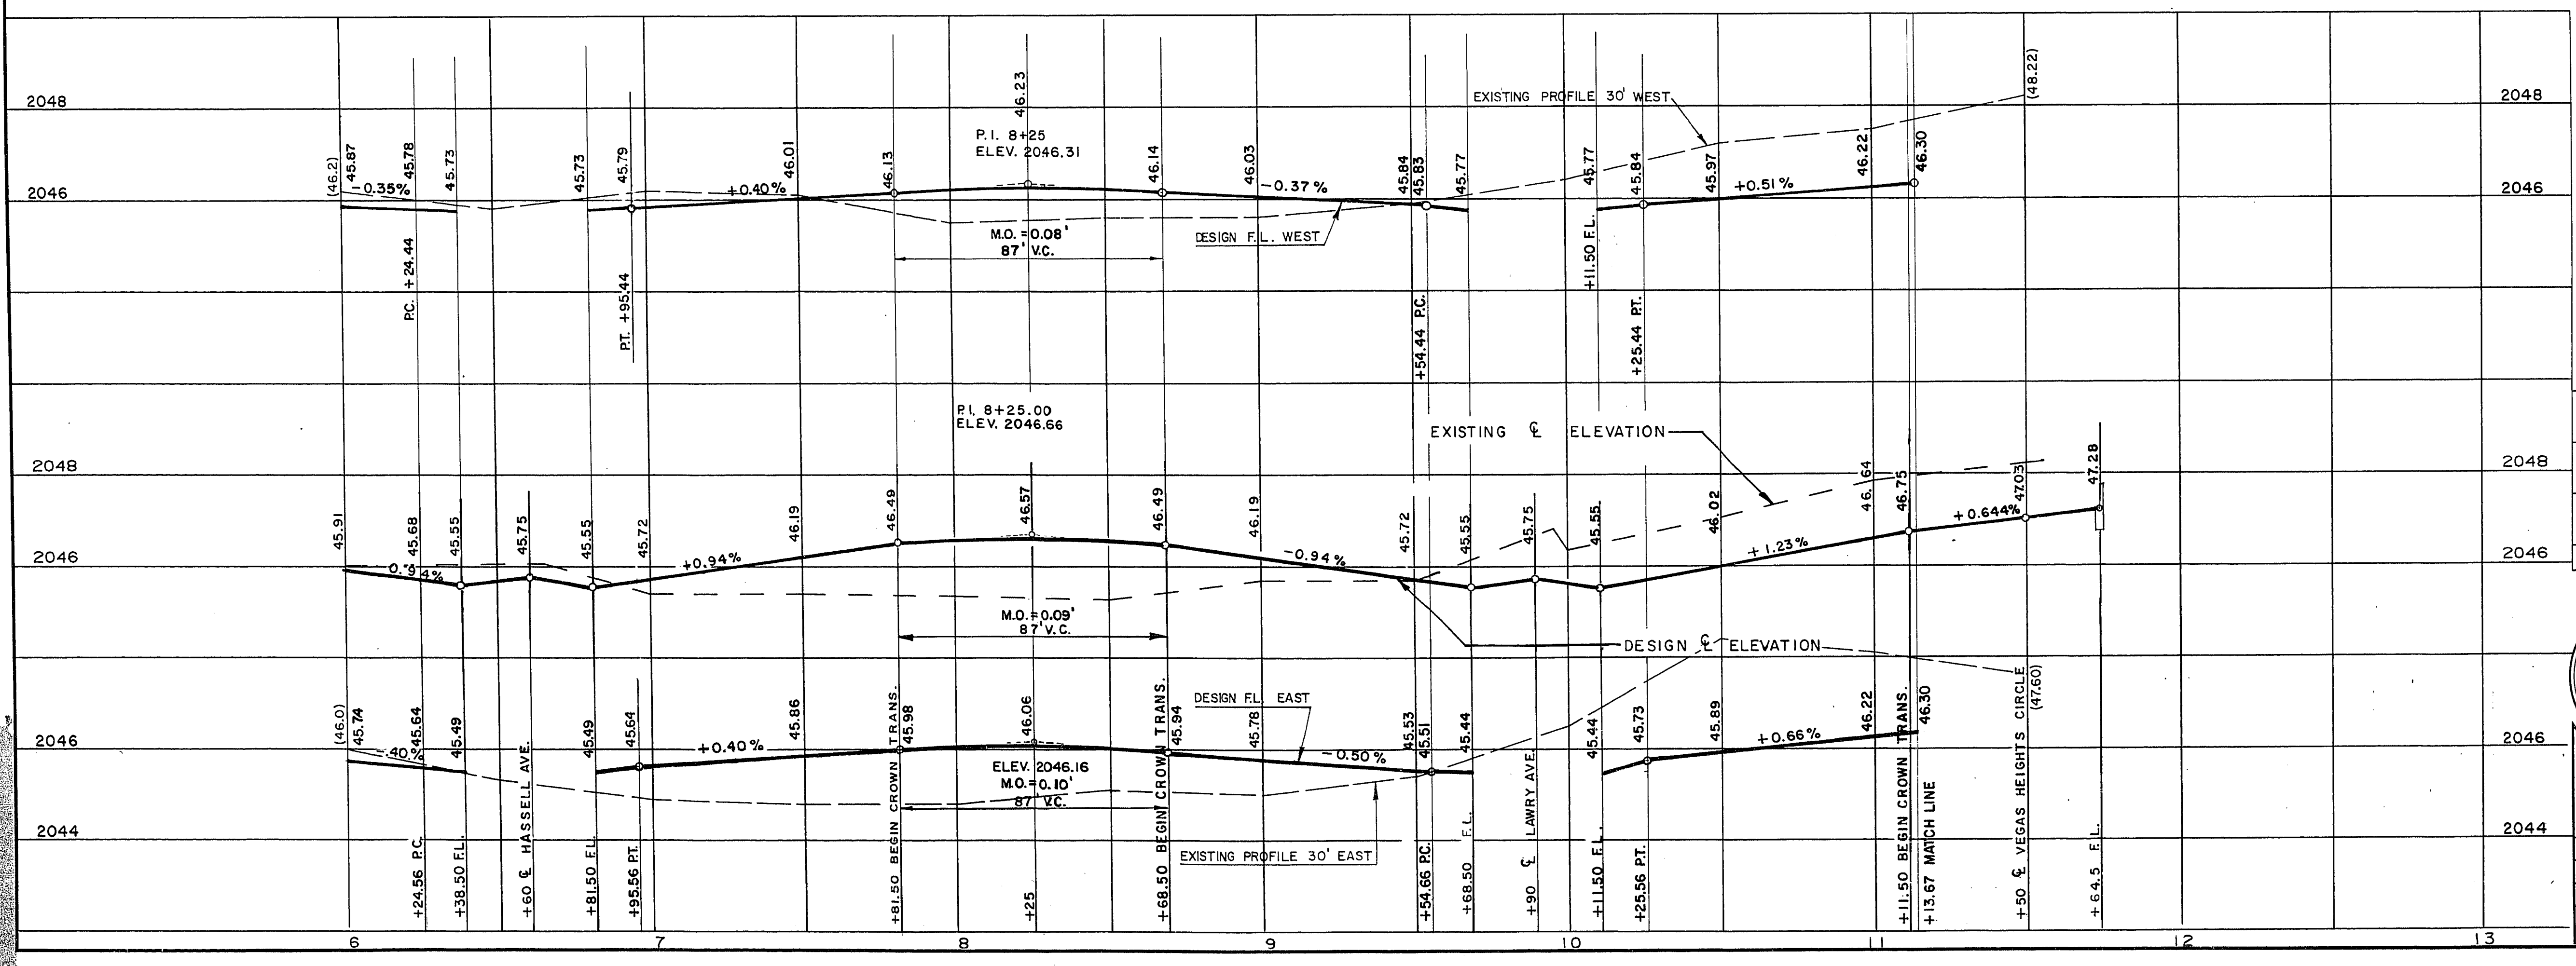 2048
(46.2)
45.87
45.78
45.73
45.73
45.79
46.01
46.13
46.23
P.I. 8+25
ELEV. 2046.31
46.14
46.03
45.84
45.83
45.77
45.77
45.84
45.97
46.22
46.30
(48.22)
2048
EXISTING PROFILE 30' WEST
2046
-0.35%
+0.40%
-0.37%
+0.51%
2046
M.O. = 0.08'
87' V.C.
DESIGN F.L. WEST
P.C. +24.44
P.T. +95.44
+54.44 P.C.
+11.50 F.L.
+25.44 P.T.
P.I. 8+25.00
ELEV. 2046.66
EXISTING ℄ ELEVATION
2048
2048
45.91
45.68
45.55
45.75
45.55
45.72
46.19
46.49
46.57
46.49
46.19
45.72
45.55
45.75
45.55
46.02
46.64
46.75
47.03
47.28
2046
0.94%
+0.94%
-0.94%
+1.23%
+0.644%
2046
M.O. = 0.09'
87' V.C.
DESIGN ℄ ELEVATION
DESIGN F.L. EAST
(46.0)
45.74
45.64
45.49
45.49
45.64
45.86
45.98
46.06
45.94
45.78
45.53
45.51
45.44
45.44
45.73
45.89
46.22
46.30
(47.60)
2046
-.40%
+0.40%
-0.50%
+0.66%
2046
ELEV. 2046.16
M.O. = 0.10'
87' V.C.
EXISTING PROFILE 30' EAST
2044
2044
+24.56 P.C.
+38.50 F.L.
+60 ℄ HASSELL AVE.
+81.50 F.L.
+95.56 P.T.
+81.50 BEGIN CROWN TRANS.
+25
+68.50 BEGIN CROWN TRANS.
+54.66 P.C.
+68.50 F.L.
+90 ℄ LAWRY AVE.
+11.50 F.L.
+25.56 P.T.
+11.50 BEGIN CROWN TRANS.
+13.67 MATCH LINE
+50 ℄ VEGAS HEIGHTS CIRCLE
+64.5 F.L.
6 7 8 9 10 11 12 13